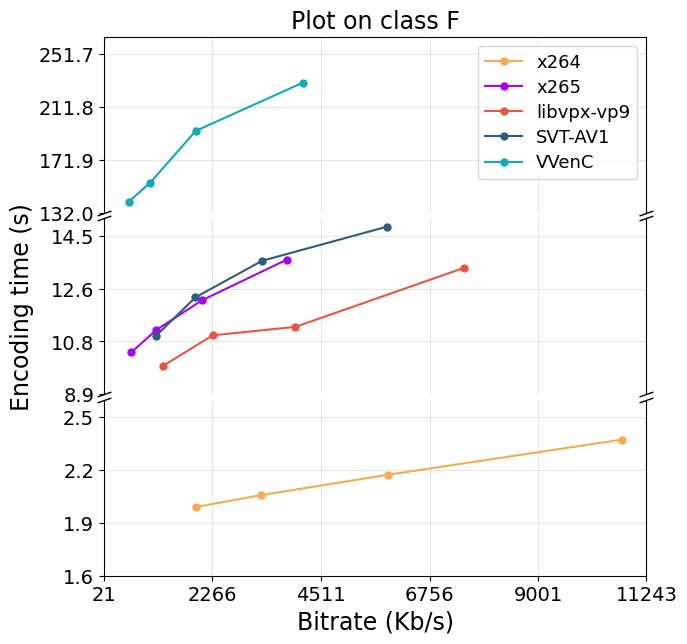 Plot on class F
251.7
211.8
171.9
132.0
14.5
12.6
10.8
8.9
2.5
2.2
1.9
1.6
Encoding time (s)
x264
x265
libvpx-vp9
SVT-AV1
VVenC
21 2266 4511 6756 9001 11243
Bitrate (Kb/s)